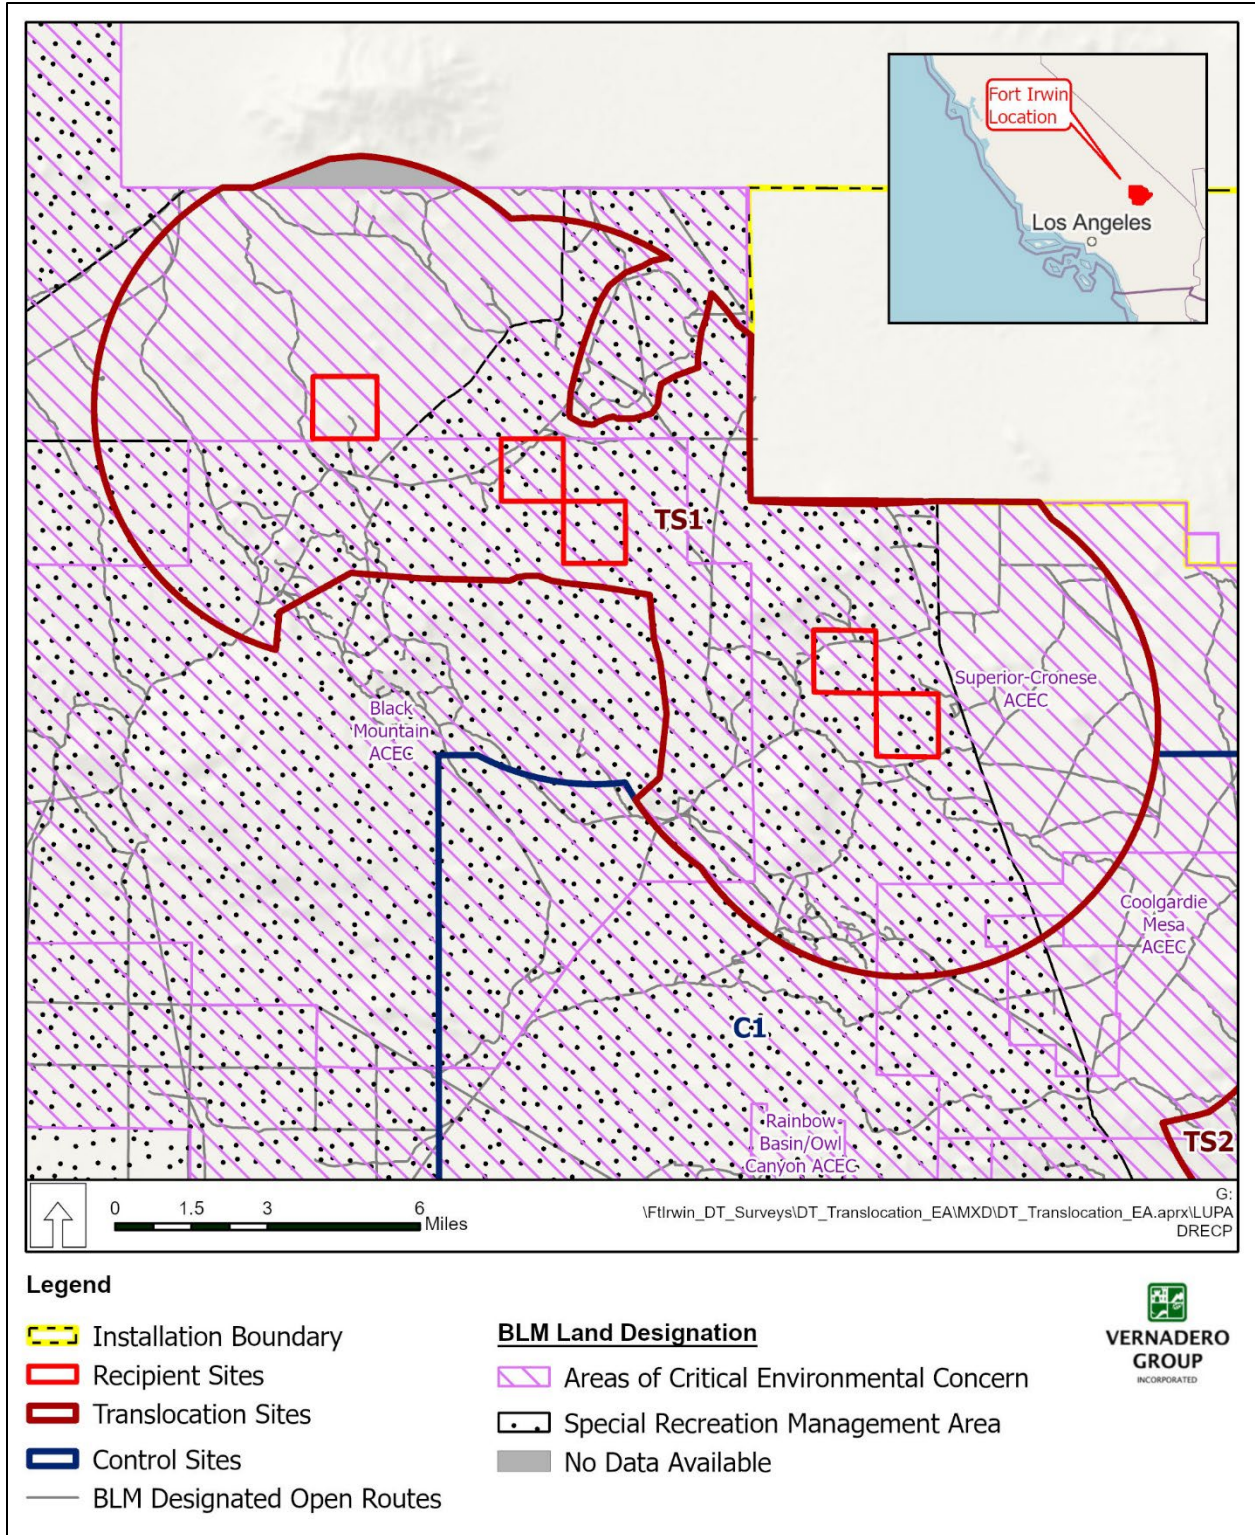 Fort Irwin
Location
Los Angeles
TS1
Superior-Cronese
ACEC
Black
Mountain
ACEC
Coolgardie
Mesa
ACEC
C1
Rainbow
Basin/Owl
Canyon ACEC
TS2
0 1.5 3 6
Miles
G:
\FtIrwin_DT_Surveys\DT_Translocation_EA\MXD\DT_Translocation_EA.aprx\LUPA
DRECP
Legend
Installation Boundary
Recipient Sites
Translocation Sites
Control Sites
BLM Designated Open Routes
BLM Land Designation
Areas of Critical Environmental Concern
Special Recreation Management Area
No Data Available
VERNADERO
GROUP
INCORPORATED